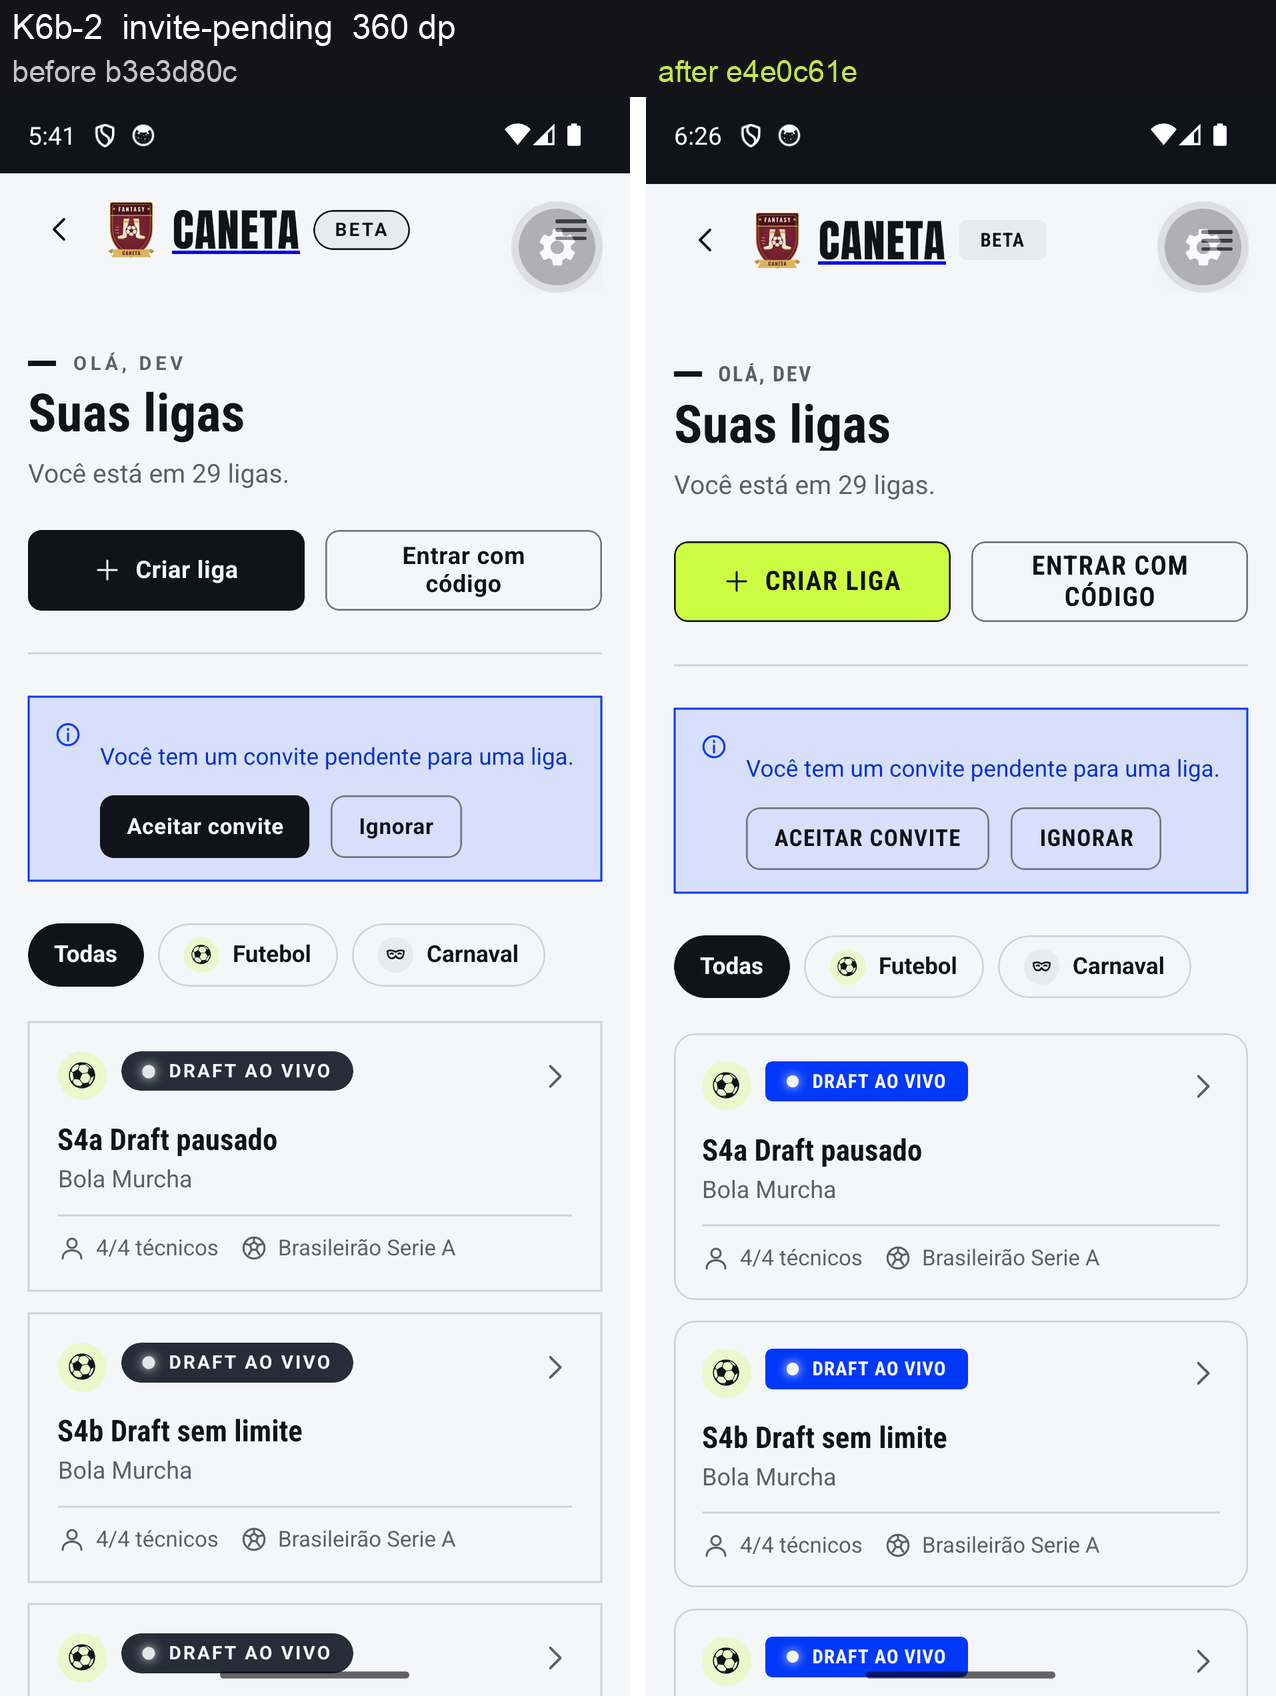 K6b-2 invite-pending 360 dp
before b3e3d80c
after e4e0c61e
5:41
FANTASY
CANETA
CANETA
BETA
OLÁ, DEV
Suas ligas
Você está em 29 ligas.
Criar liga
Entrar com
código
Você tem um convite pendente para uma liga.
Aceitar convite
Ignorar
Todas
Futebol
Carnaval
DRAFT AO VIVO
S4a Draft pausado
Bola Murcha
4/4 técnicos
Brasileirão Serie A
DRAFT AO VIVO
S4b Draft sem limite
Bola Murcha
4/4 técnicos
Brasileirão Serie A
DRAFT AO VIVO
6:26
FANTASY
CANETA
CANETA
BETA
OLÁ, DEV
Suas ligas
Você está em 29 ligas.
CRIAR LIGA
ENTRAR COM
CÓDIGO
Você tem um convite pendente para uma liga.
ACEITAR CONVITE
IGNORAR
Todas
Futebol
Carnaval
DRAFT AO VIVO
S4a Draft pausado
Bola Murcha
4/4 técnicos
Brasileirão Serie A
DRAFT AO VIVO
S4b Draft sem limite
Bola Murcha
4/4 técnicos
Brasileirão Serie A
DRAFT AO VIVO